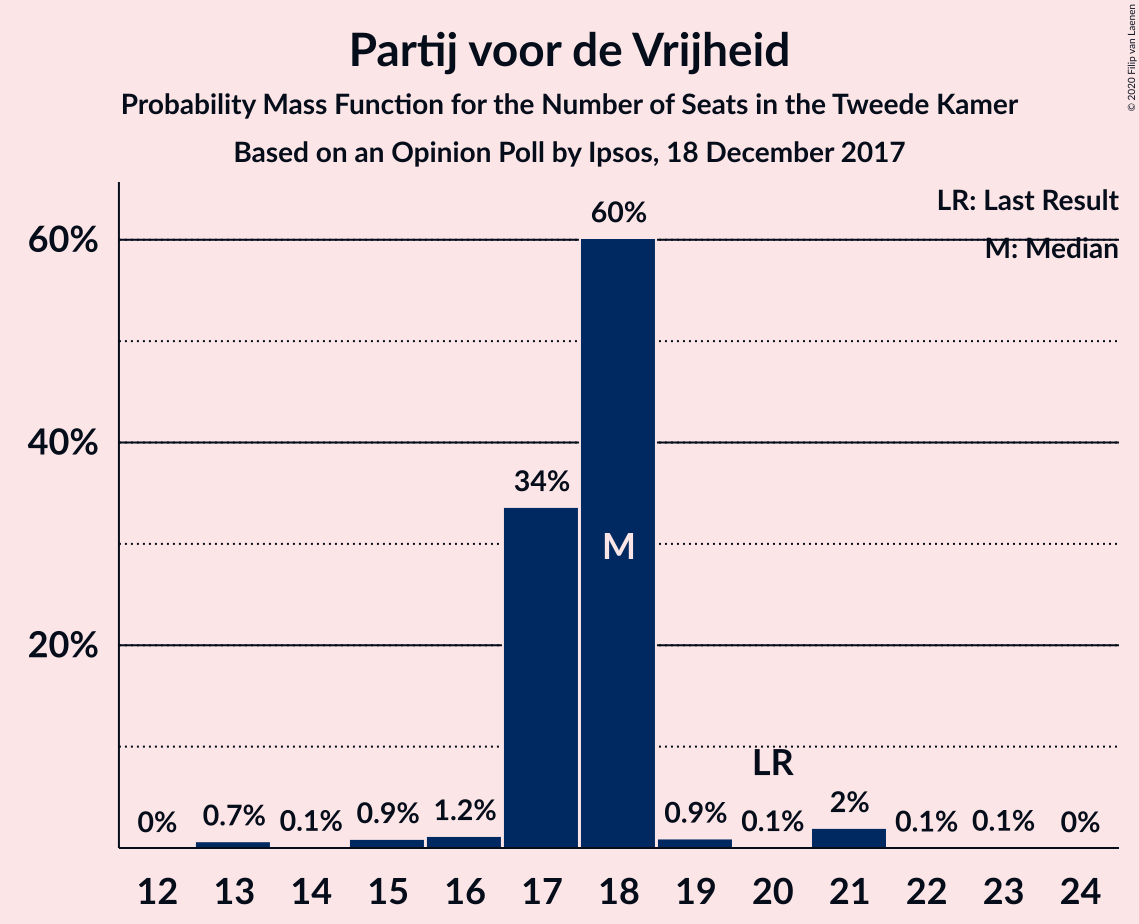 Partij voor de Vrijheid
Probability Mass Function for the Number of Seats in the Tweede Kamer
Based on an Opinion Poll by Ipsos, 18 December 2017
© 2020 Filip van Laenen
LR: Last Result
M: Median
60%
40%
20%
0%
0.7%
0.1%
0.9%
1.2%
34%
60%
M
0.9%
LR
0.1%
2%
0.1%
0.1%
0%
12 13 14 15 16 17 18 19 20 21 22 23 24